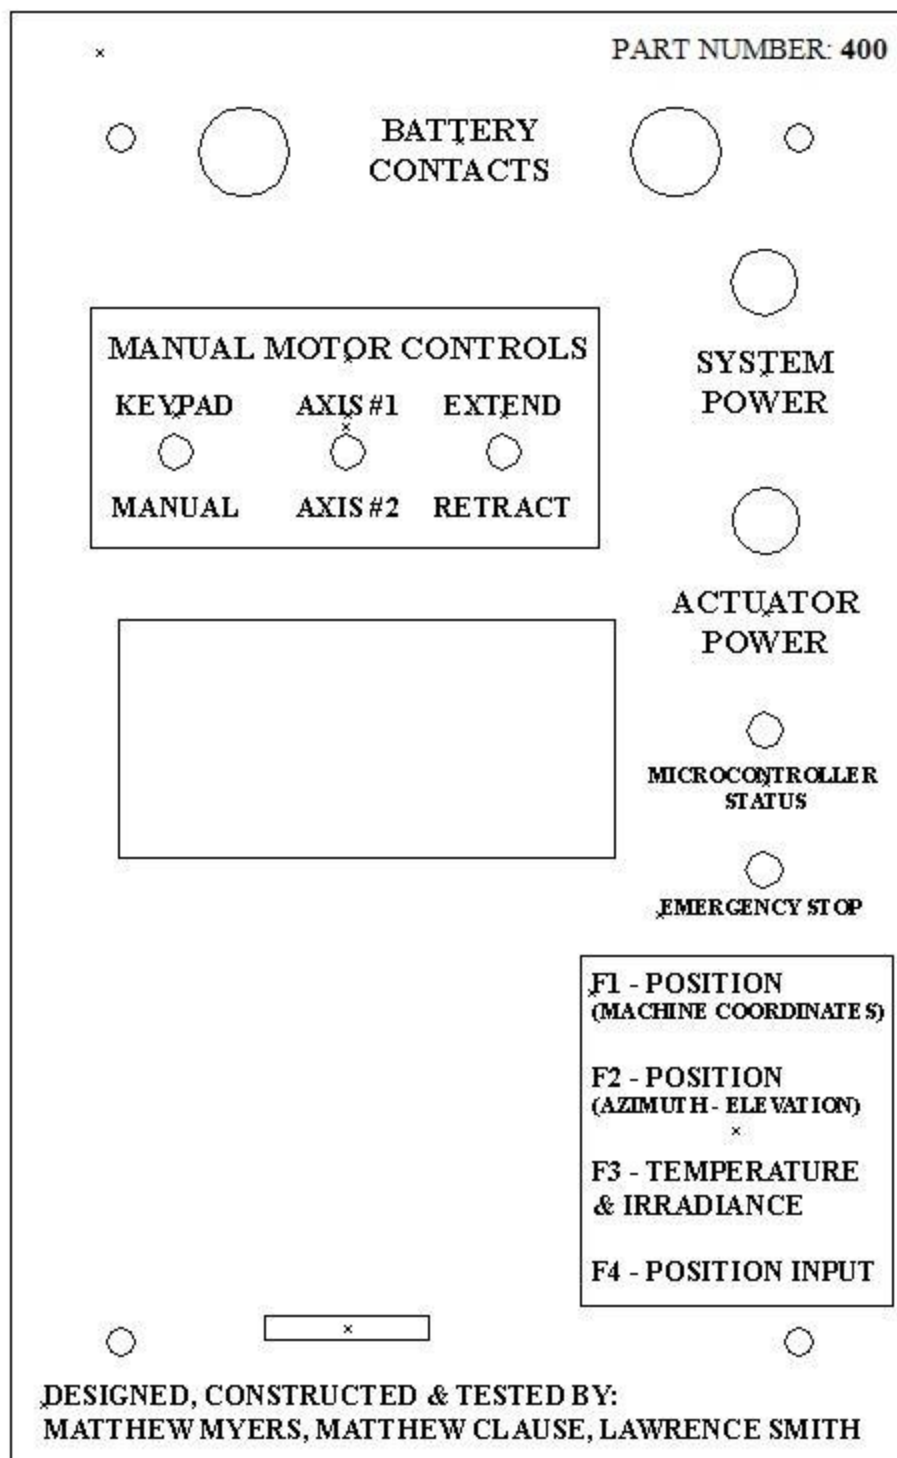 PART NUMBER: 400
BATTERY
CONTACTS
MANUAL MOTOR CONTROLS
KEYPAD AXIS #1 EXTEND
MANUAL AXIS #2 RETRACT
SYSTEM
POWER
ACTUATOR
POWER
MICROCONTROLLER
STATUS
EMERGENCY STOP
F1 - POSITION
(MACHINE COORDINATES)
F2 - POSITION
(AZIMUTH - ELEVATION)
F3 - TEMPERATURE
& IRRADIANCE
F4 - POSITION INPUT
DESIGNED, CONSTRUCTED & TESTED BY:
MATTHEW MYERS, MATTHEW CLAUSE, LAWRENCE SMITH